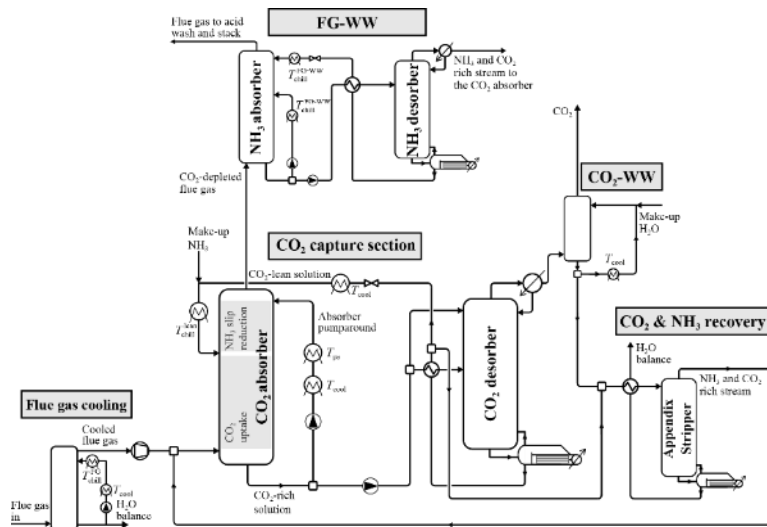 FG-WW
Flue gas to acid
wash and stack
NH₃ absorber
NH₃ desorber
NH₃ and CO₂
rich stream to
the CO₂ absorber
CO₂
CO₂-depleted
flue gas
CO₂-WW
Make-up
H₂O
T_cool
Make-up
NH₃
CO₂ capture section
CO₂-lean solution
T_cool
NH₃ slip
reduction
CO₂ absorber
CO₂
uptake
Absorber
pumparound
T_cool
CO₂ desorber
CO₂ & NH₃ recovery
H₂O
balance
NH₃ and CO₂
rich stream
Appendix
Stripper
Flue gas cooling
Cooled
flue gas
T_cool
H₂O
balance
Flue gas
in
CO₂-rich
solution